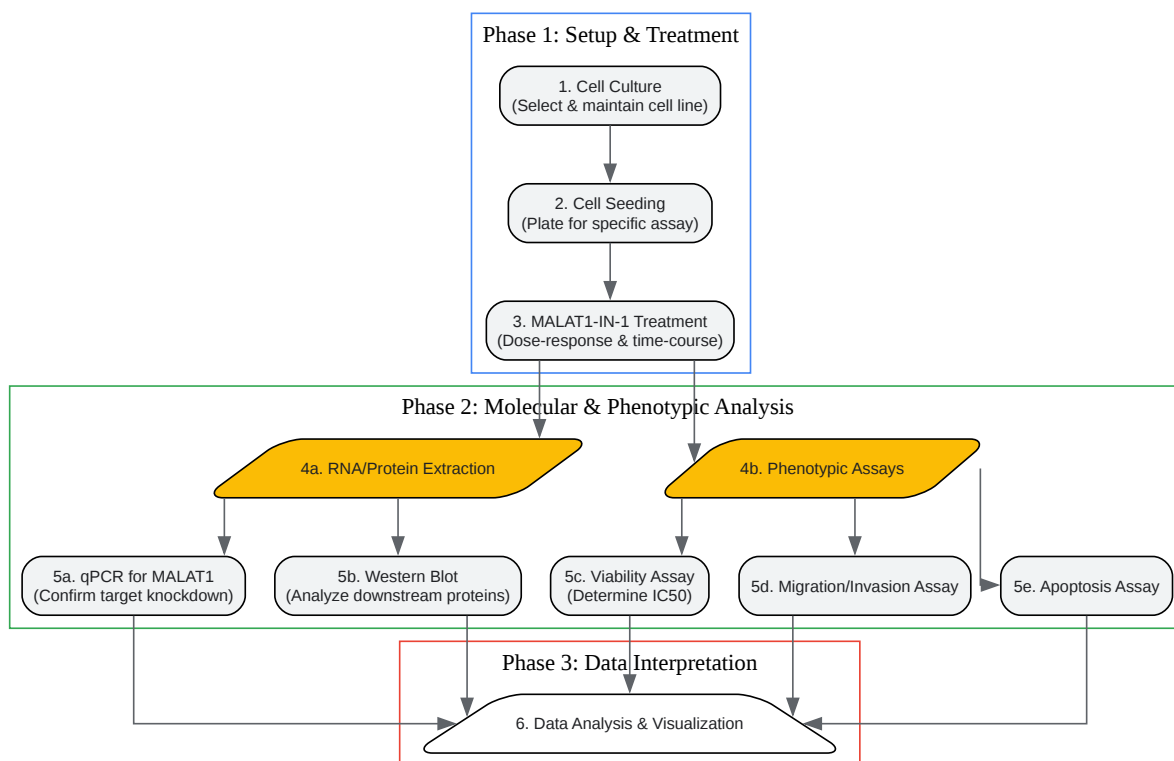 Phase 1: Setup & Treatment
1. Cell Culture
(Select & maintain cell line)
2. Cell Seeding
(Plate for specific assay)
3. MALAT1-IN-1 Treatment
(Dose-response & time-course)
Phase 2: Molecular & Phenotypic Analysis
4a. RNA/Protein Extraction
4b. Phenotypic Assays
5a. qPCR for MALAT1
(Confirm target knockdown)
5b. Western Blot
(Analyze downstream proteins)
5c. Viability Assay
(Determine IC50)
5d. Migration/Invasion Assay
5e. Apoptosis Assay
Phase 3: Data Interpretation
6. Data Analysis & Visualization